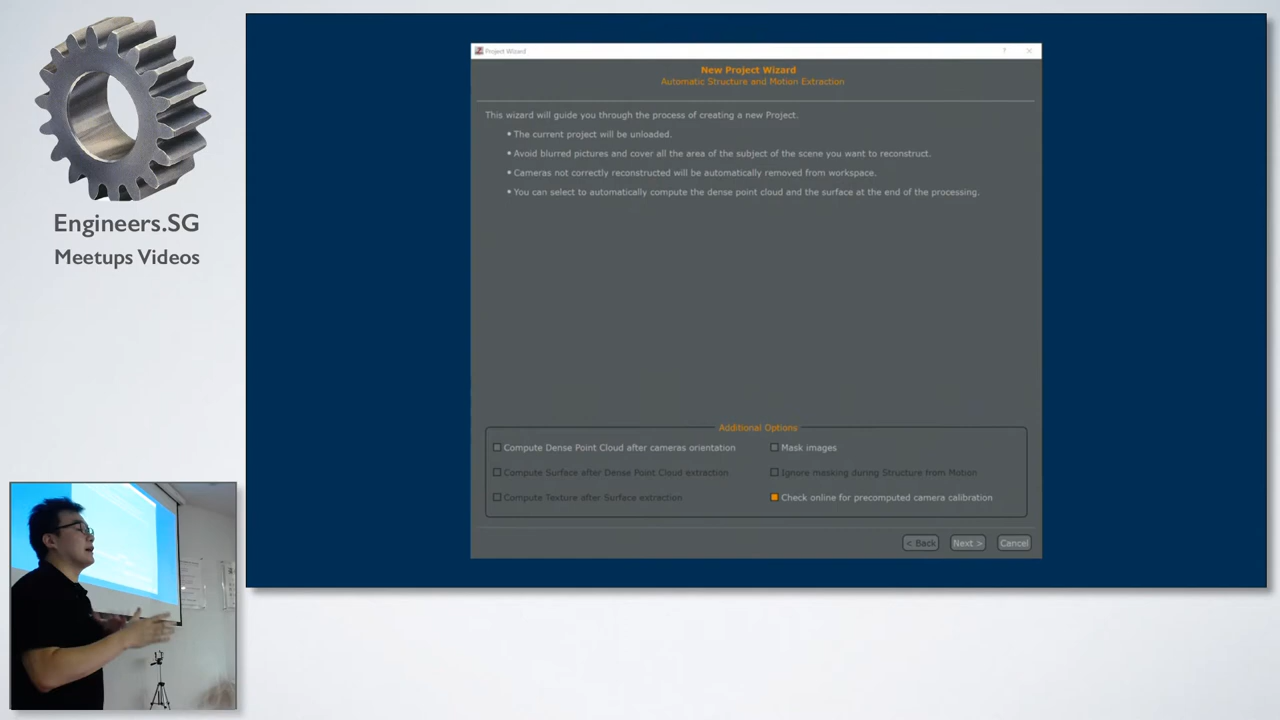 Engineers.SG
Meetups Videos
Project Wizard
New Project Wizard
Automatic Structure and Motion Extraction
This wizard will guide you through the process of creating a new Project.
The current project will be unloaded.
Avoid blurred pictures and cover all the area of the subject of the scene you want to reconstruct.
Cameras not correctly reconstructed will be automatically removed from workspace.
You can select to automatically compute the dense point cloud and the surface at the end of the processing.
Additional Options
Compute Dense Point Cloud after cameras orientation
Mask images
Compute Surface after Dense Point Cloud extraction
Ignore masking during Structure from Motion
Compute Texture after Surface extraction
Check online for precomputed camera calibration
< Back
Next >
Cancel